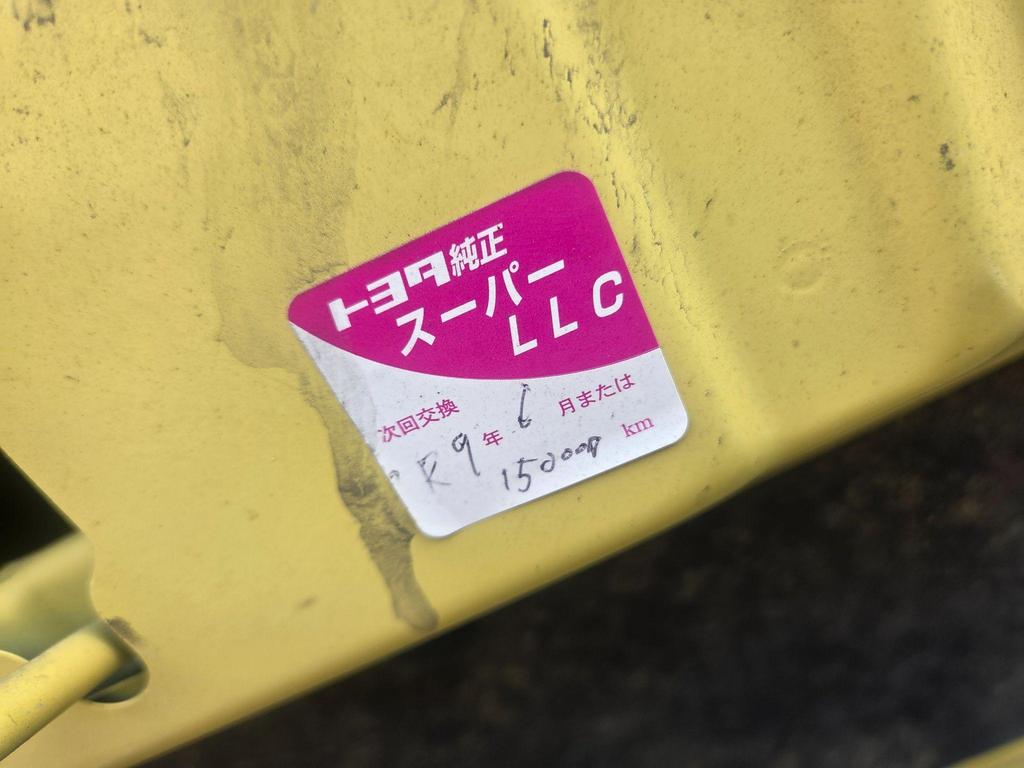 トヨタ純正
スーパー
LLC
次回交換
R9年6月または
150000km